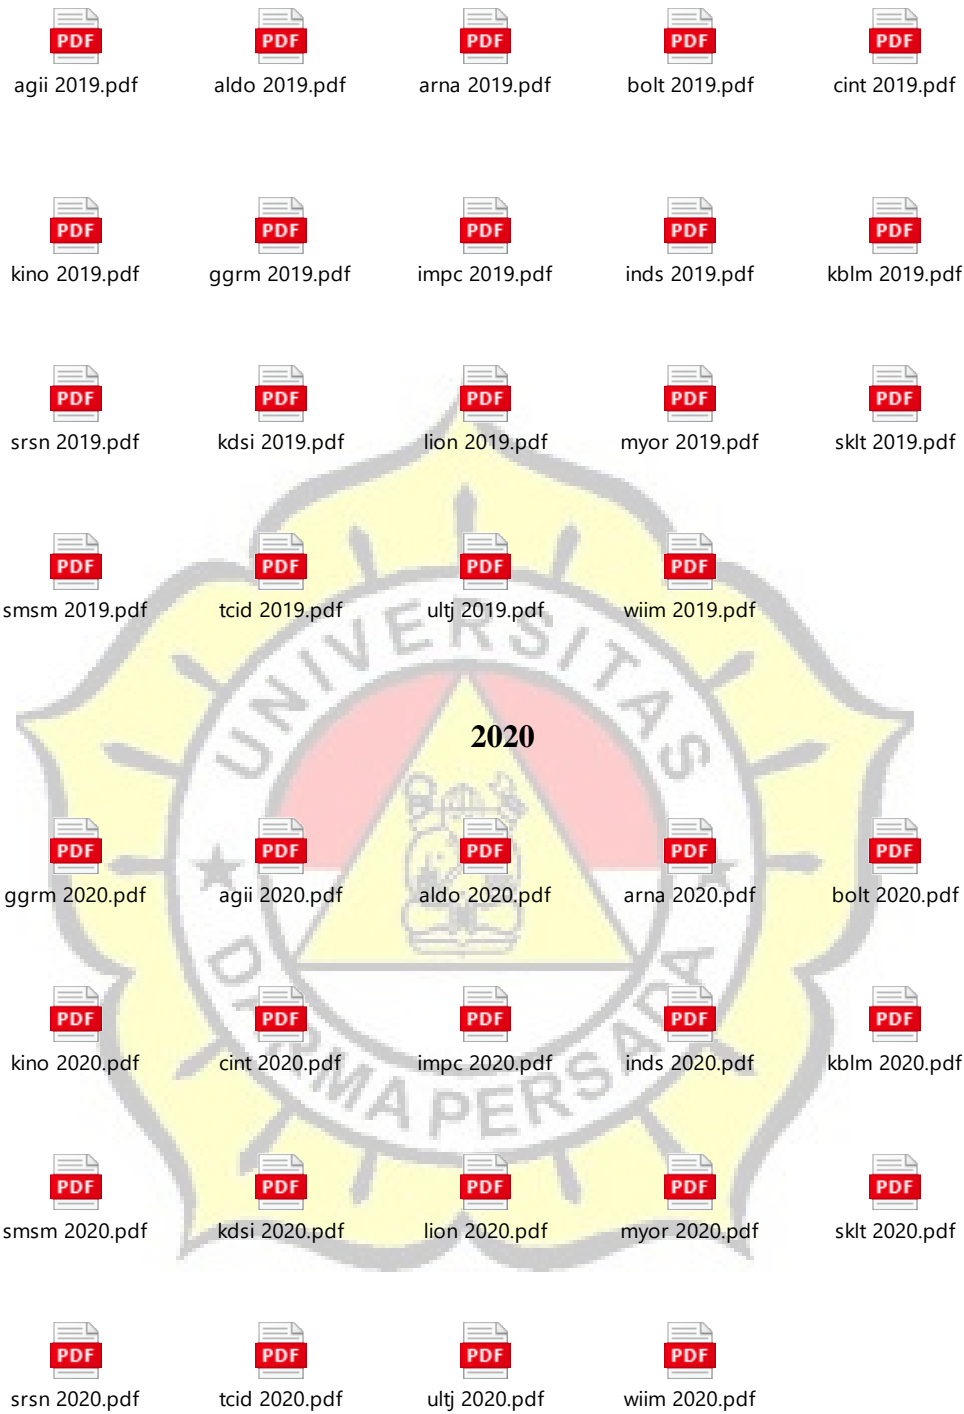 PDF PDF PDF PDF PDF
agii 2019.pdf aldo 2019.pdf arna 2019.pdf bolt 2019.pdf cint 2019.pdf
PDF PDF PDF PDF PDF
kino 2019.pdf ggrm 2019.pdf impc 2019.pdf inds 2019.pdf kblm 2019.pdf
PDF PDF PDF PDF PDF
srsn 2019.pdf kdsi 2019.pdf lion 2019.pdf myor 2019.pdf sklt 2019.pdf
PDF PDF PDF PDF
smsm 2019.pdf tcid 2019.pdf ultj 2019.pdf wiim 2019.pdf
UNIVERSITAS
2020
PDF PDF PDF PDF PDF
ggrm 2020.pdf agii 2020.pdf aldo 2020.pdf arna 2020.pdf bolt 2020.pdf
PDF PDF PDF PDF PDF
kino 2020.pdf cint 2020.pdf impc 2020.pdf inds 2020.pdf kblm 2020.pdf
DARMA PERSADA
PDF PDF PDF PDF PDF
smsm 2020.pdf kdsi 2020.pdf lion 2020.pdf myor 2020.pdf sklt 2020.pdf
PDF PDF PDF PDF
srsn 2020.pdf tcid 2020.pdf ultj 2020.pdf wiim 2020.pdf